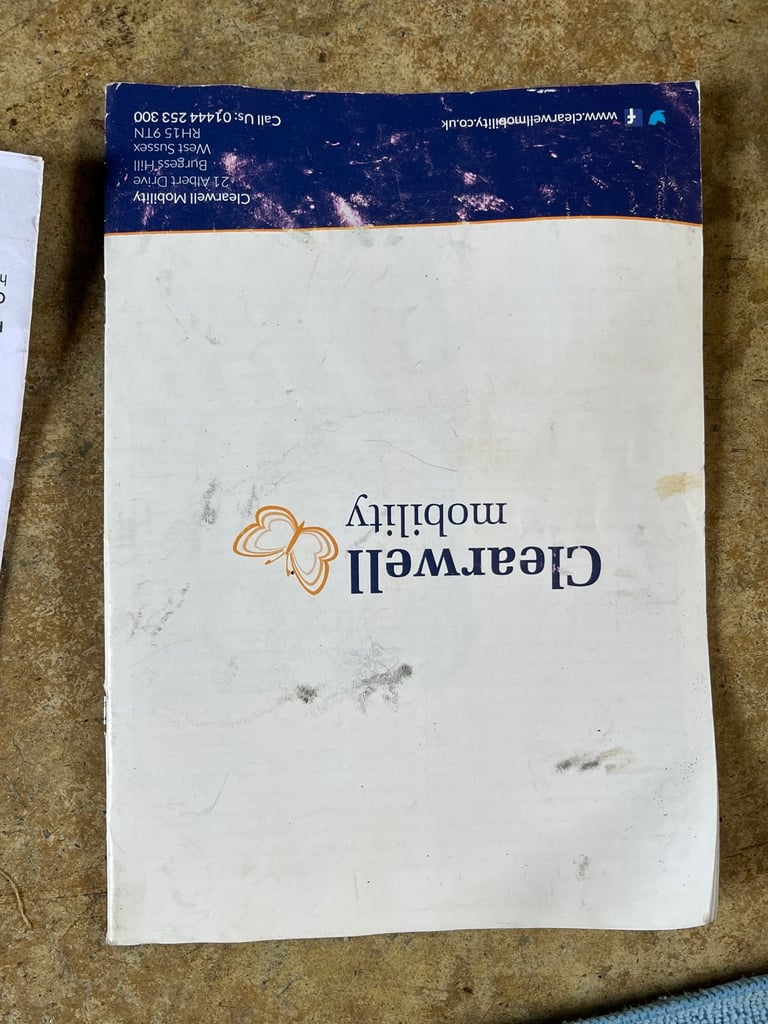 Clearwell
mobility
Clearwell Mobility
21 Albert Drive
Burgess Hill
West Sussex
RH15 9TN
Call Us: 01444 253 300
www.clearwellmobility.co.uk